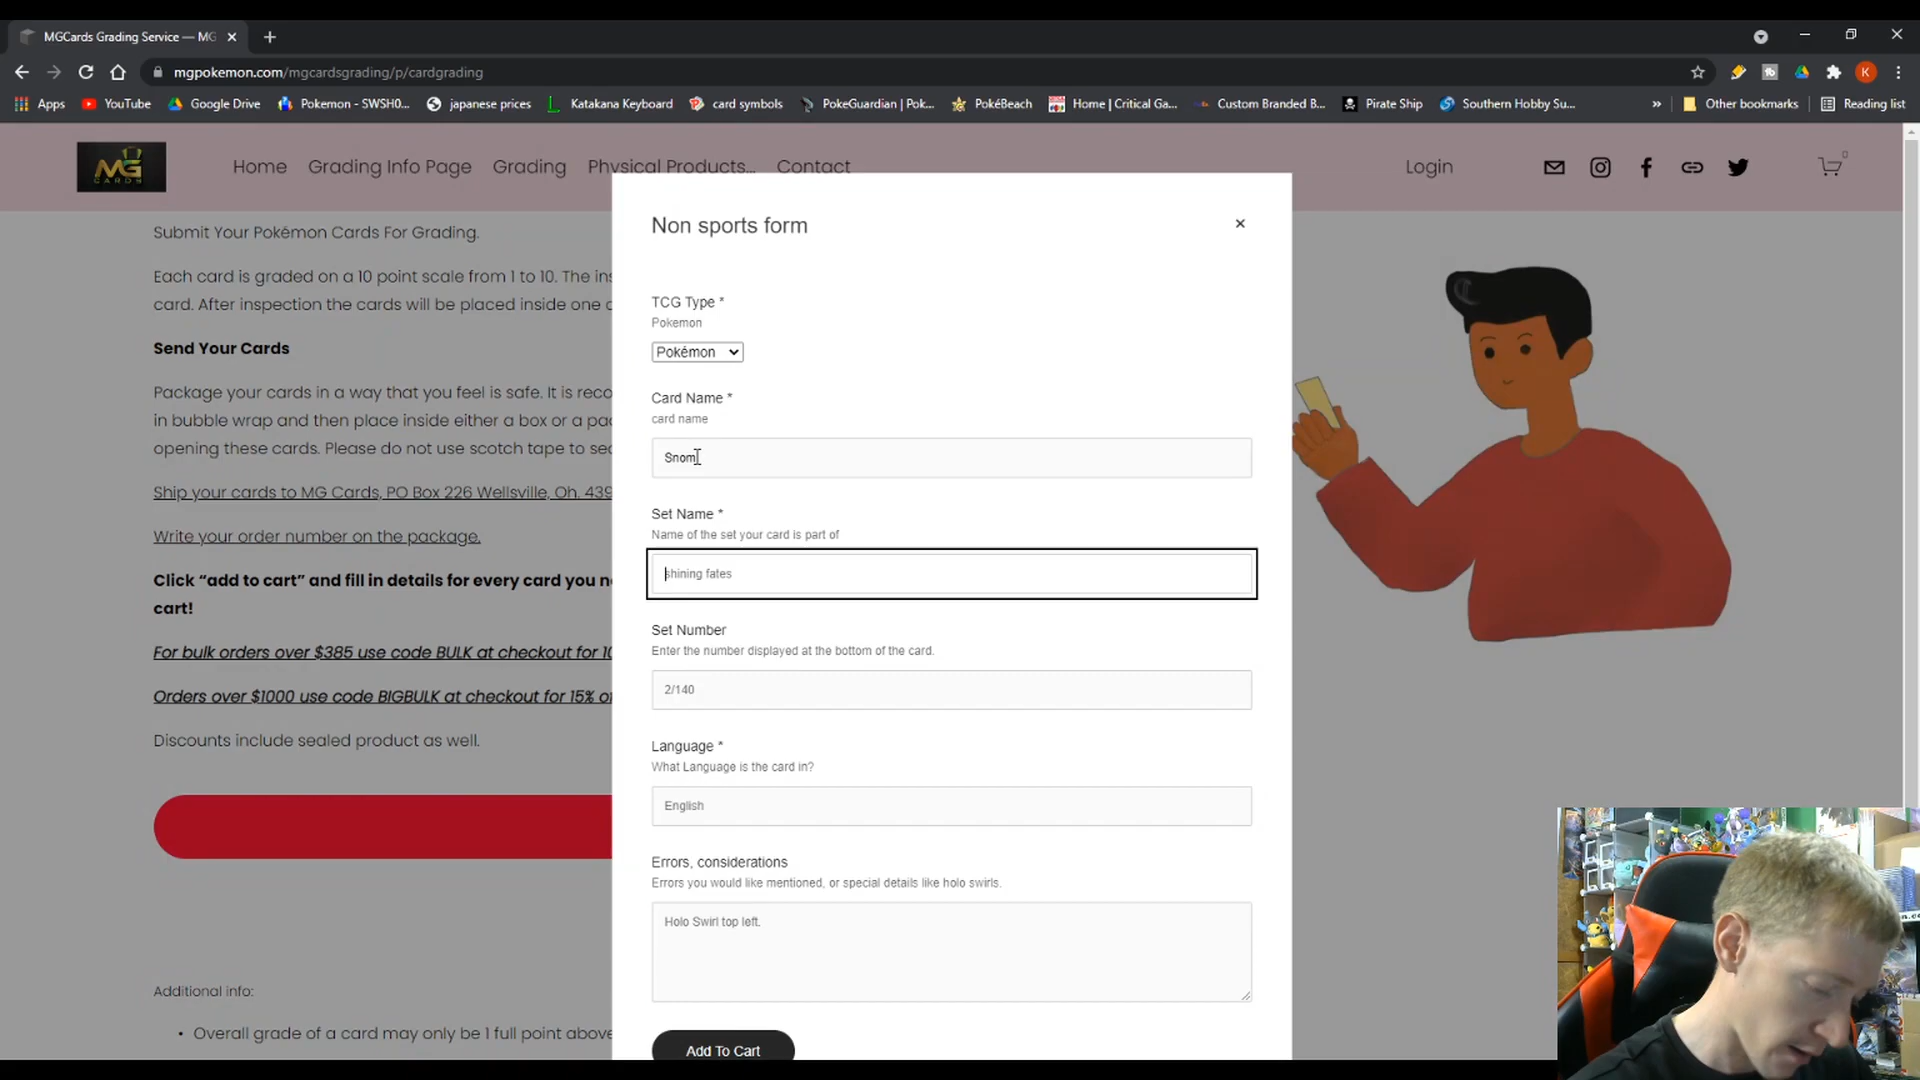 MGCards Grading Service — MG
mgpokemon.com/mgcardsgrading/p/cardgrading
K
Apps
YouTube
Google Drive
Pokemon - SWSH0...
japanese prices
Katakana Keyboard
card symbols
PokeGuardian | Pok...
PokéBeach
Home | Critical Ga...
Custom Branded B...
Pirate Ship
Southern Hobby Su...
»
Other bookmarks
Reading list
MG
CARDS
Home
Grading Info Page
Grading
Physical Products...
Contact
Login
0
Submit Your Pokémon Cards For Grading.
Each card is graded on a 10 point scale from 1 to 10. The ins
card. After inspection the cards will be placed inside one o
Send Your Cards
Package your cards in a way that you feel is safe. It is reco
in bubble wrap and then place inside either a box or a pa
opening these cards. Please do not use scotch tape to sec
Ship your cards to MG Cards, PO Box 226 Wellsville, Oh. 439
Write your order number on the package.
Click “add to cart” and fill in details for every card you n
cart!
For bulk orders over $385 use code BULK at checkout for 10
Orders over $1000 use code BIGBULK at checkout for 15% o
Discounts include sealed product as well.
Additional info:
• Overall grade of a card may only be 1 full point above
Non sports form
TCG Type *
Pokemon
Pokémon
Card Name *
card name
Snom
Set Name *
Name of the set your card is part of
shining fates
Set Number
Enter the number displayed at the bottom of the card.
2/140
Language *
What Language is the card in?
English
Errors, considerations
Errors you would like mentioned, or special details like holo swirls.
Holo Swirl top left.
Add To Cart